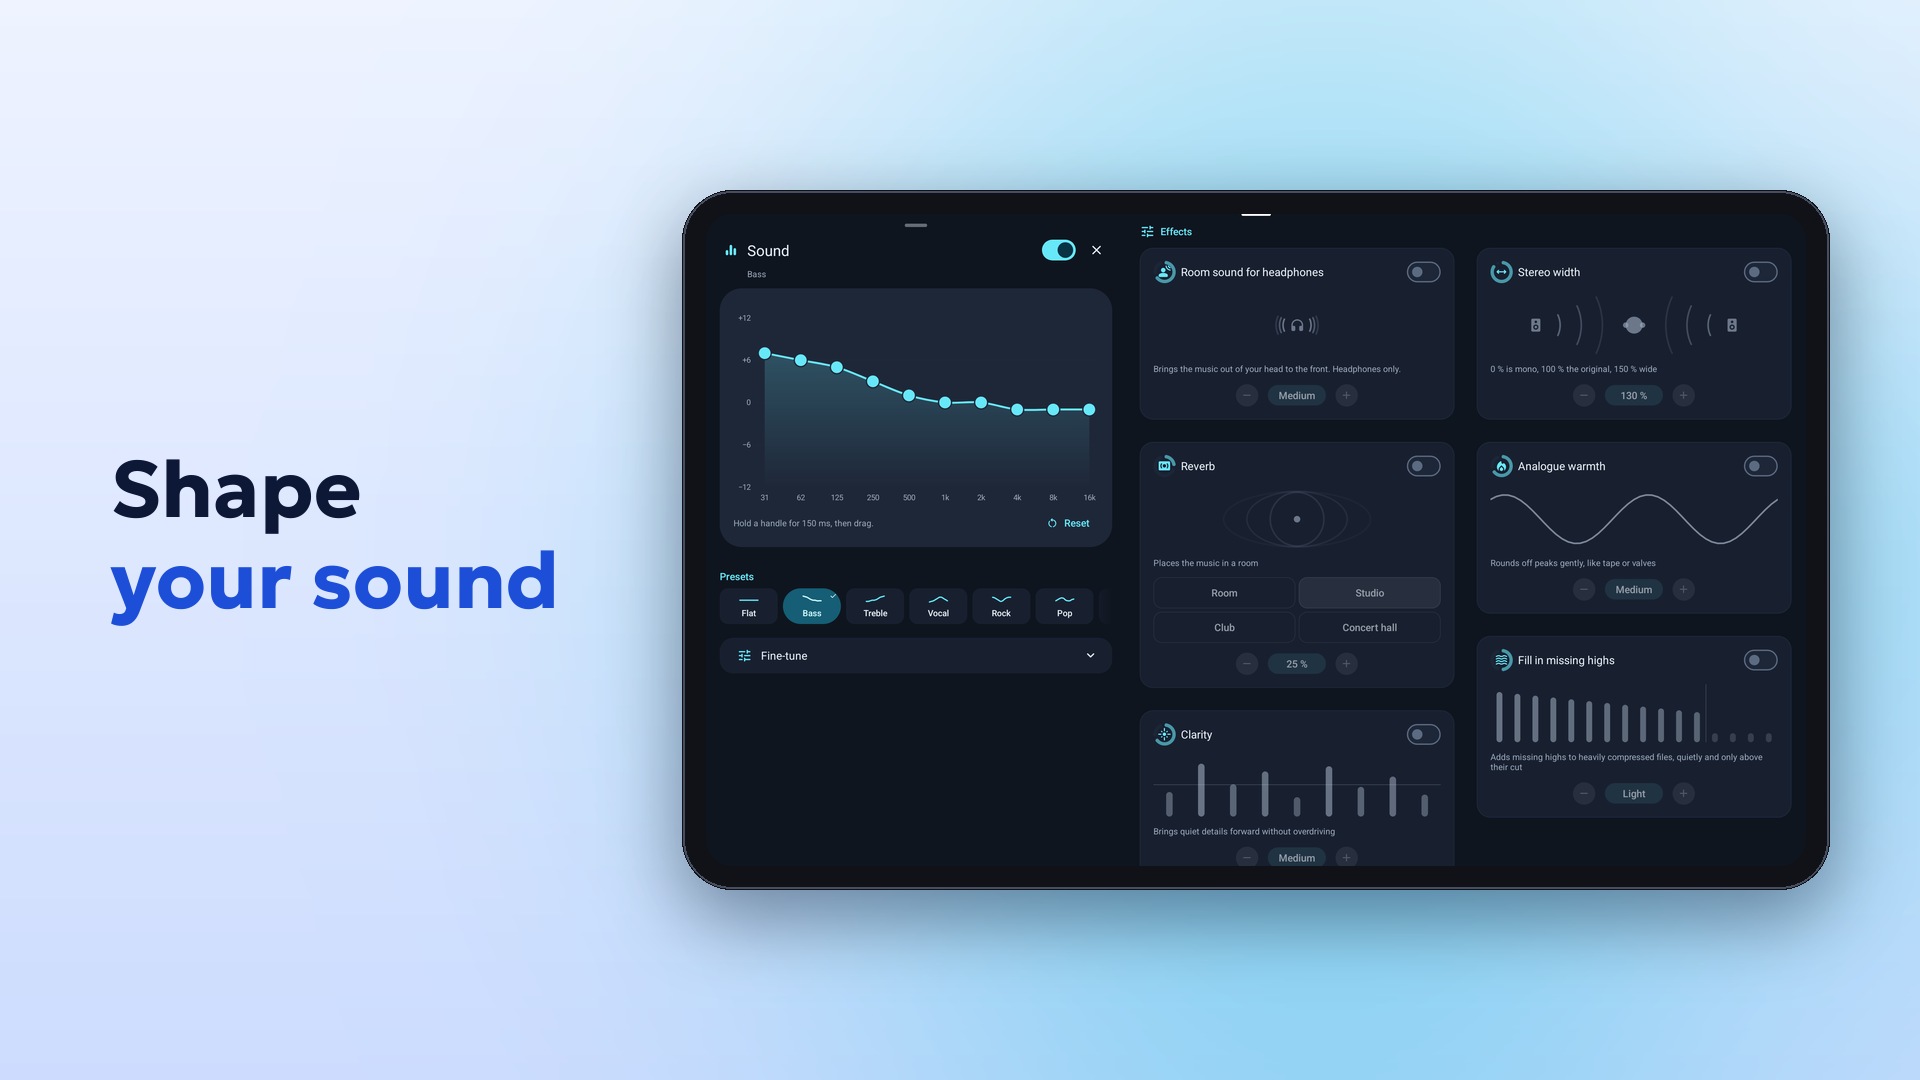 Shape
your sound
Sound
Bass
+12
+6
0
−6
−12
31 62 125 250 500 1k 2k 4k 8k 16k
Hold a handle for 150 ms, then drag.
Reset
Presets
Flat Bass Treble Vocal Rock Pop
Fine-tune
Effects
Room sound for headphones
Brings the music out of your head to the front. Headphones only.
− Medium +
Reverb
Places the music in a room
Room Studio
Club Concert hall
− 25 % +
Clarity
Brings quiet details forward without overdriving
− Medium +
Stereo width
0 % is mono, 100 % the original, 150 % wide
− 130 % +
Analogue warmth
Rounds off peaks gently, like tape or valves
− Medium +
Fill in missing highs
Adds missing highs to heavily compressed files, quietly and only above
their cut
− Light +